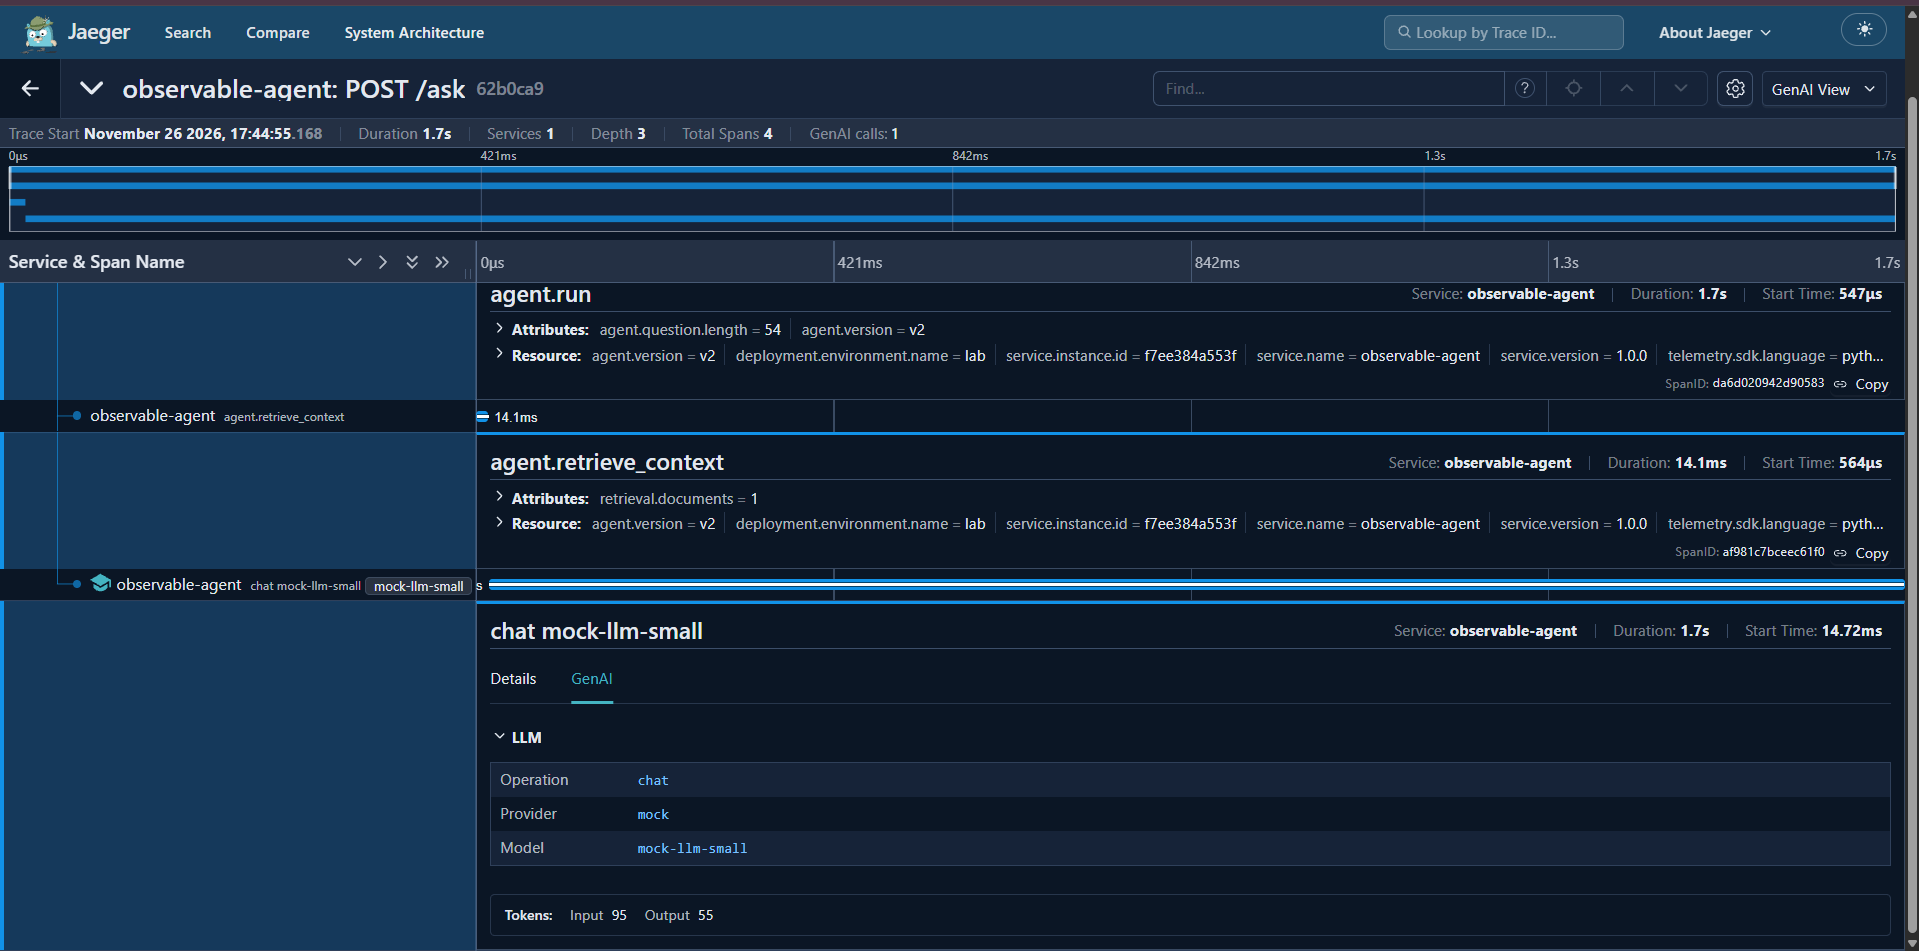 Jaeger Search Compare System Architecture Lookup by Trace ID... About Jaeger
observable-agent: POST /ask 62b0ca9 Find... ? GenAI View
Trace Start November 26 2026, 17:44:55.168 Duration 1.7s Services 1 Depth 3 Total Spans 4 GenAI calls: 1
0µs 421ms 842ms 1.3s 1.7s
Service & Span Name 0µs 421ms 842ms 1.3s 1.7s
agent.run Service: observable-agent Duration: 1.7s Start Time: 547µs
Attributes: agent.question.length = 54 agent.version = v2
Resource: agent.version = v2 deployment.environment.name = lab service.instance.id = f7ee384a553f service.name = observable-agent service.version = 1.0.0 telemetry.sdk.language = pyth...
SpanID: da6d020942d90583 Copy
observable-agent agent.retrieve_context 14.1ms
agent.retrieve_context Service: observable-agent Duration: 14.1ms Start Time: 564µs
Attributes: retrieval.documents = 1
Resource: agent.version = v2 deployment.environment.name = lab service.instance.id = f7ee384a553f service.name = observable-agent service.version = 1.0.0 telemetry.sdk.language = pyth...
SpanID: af981c7bceec61f0 Copy
observable-agent chat mock-llm-small mock-llm-small s
chat mock-llm-small Service: observable-agent Duration: 1.7s Start Time: 14.72ms
Details GenAI
LLM
Operation chat
Provider mock
Model mock-llm-small
Tokens: Input 95 Output 55